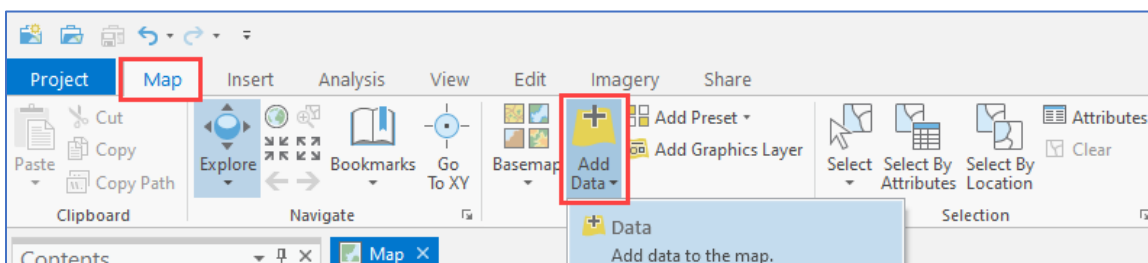 Project Map Insert Analysis View Edit Imagery Share
Paste
Cut
Copy
Copy Path
Clipboard
Explore
Bookmarks
Go
To XY
Navigate
Basemap
Add
Data
Add Preset
Add Graphics Layer
Select
Select By
Attributes
Select By
Location
Attributes
Clear
Selection
Data
Add data to the map.
Contents
Map